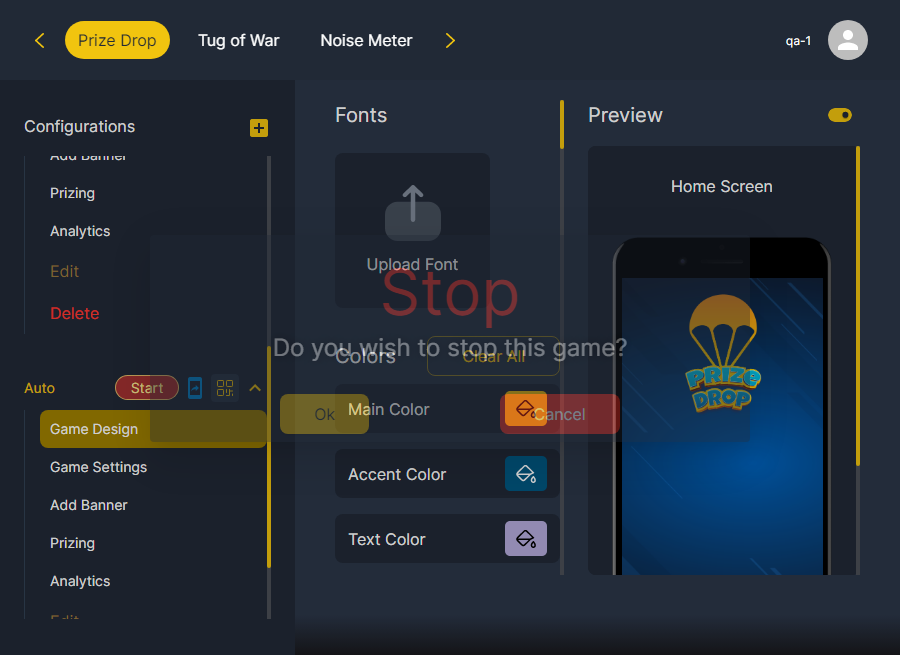 Prize Drop
Tug of War
Noise Meter
qa-1
Configurations
Add Banner
Prizing
Analytics
Edit
Delete
Auto
Start
Game Design
Game Settings
Add Banner
Prizing
Analytics
Edit
Fonts
Upload Font
Stop
Do you wish to stop this game?
Colors
Clear All
Ok
Cancel
Main Color
Accent Color
Text Color
Preview
Home Screen
PRIZE
DROP